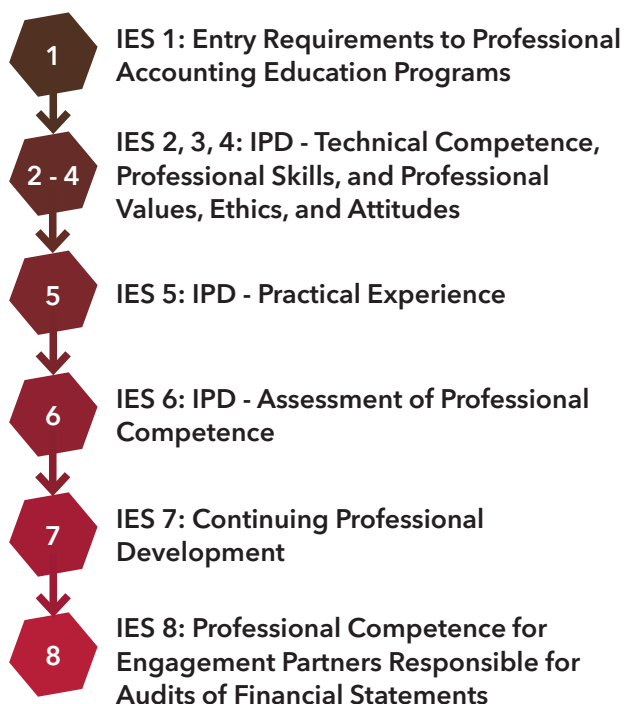 1
IES 1: Entry Requirements to Professional
Accounting Education Programs
2 - 4
IES 2, 3, 4: IPD - Technical Competence,
Professional Skills, and Professional
Values, Ethics, and Attitudes
5
IES 5: IPD - Practical Experience
6
IES 6: IPD - Assessment of Professional
Competence
7
IES 7: Continuing Professional
Development
8
IES 8: Professional Competence for
Engagement Partners Responsible for
Audits of Financial Statements